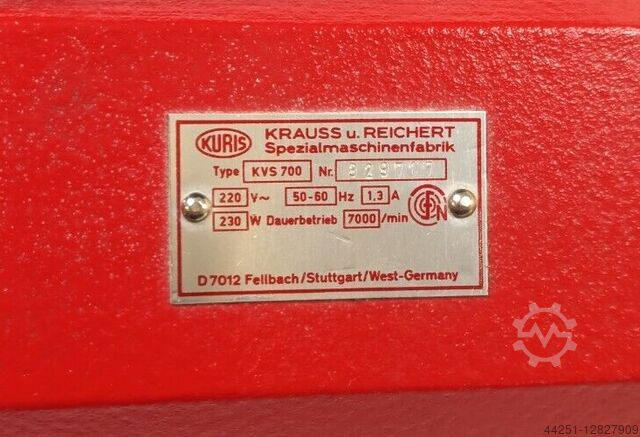 KURIS
KRAUSS u. REICHERT
Spezialmaschinenfabrik
Type KVS 700 Nr. 829717
220 V~ 50-60 Hz 1,3 A
230 W Dauerbetrieb 7000/min
D 7012 Fellbach/Stuttgart/West-Germany
44251-12827909